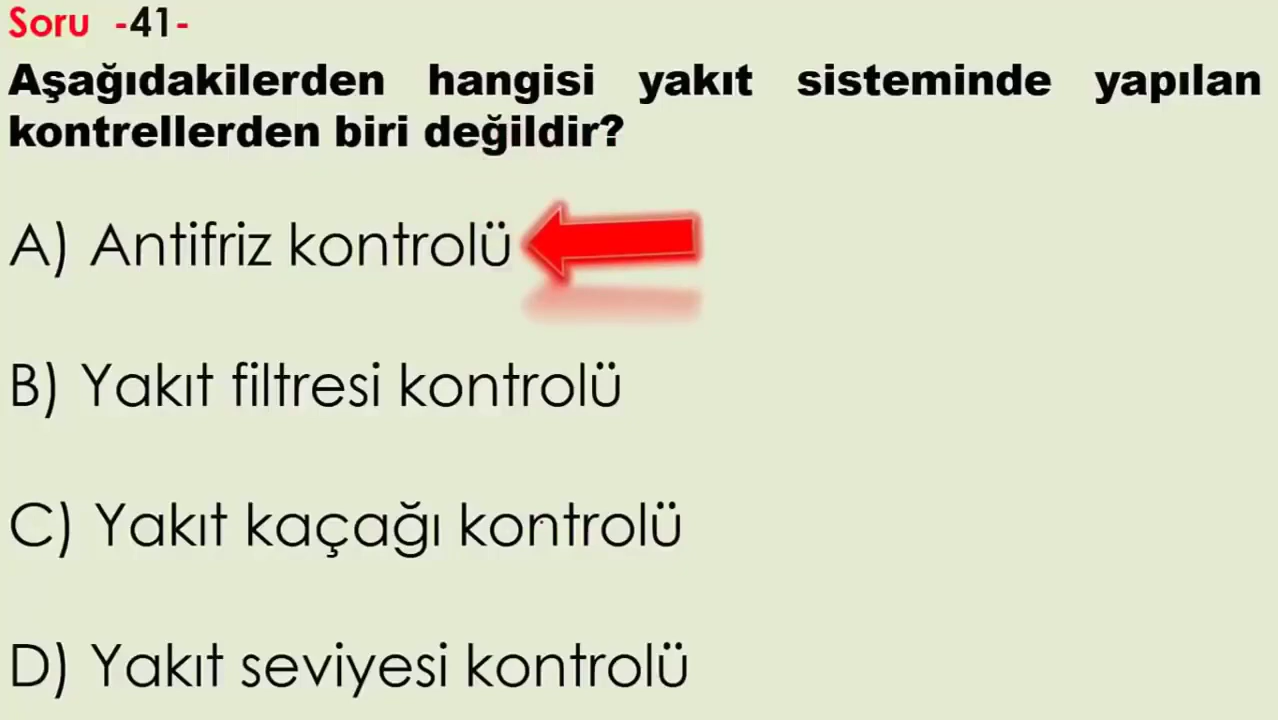 Soru -41-
Aşağıdakilerden hangisi yakıt sisteminde yapılan
kontrellerden biri değildir?
A) Antifriz kontrolü
B) Yakıt filtresi kontrolü
C) Yakıt kaçağı kontrolü
D) Yakıt seviyesi kontrolü